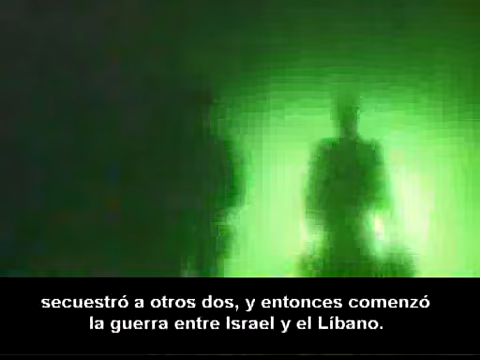 secuestró a otros dos, y entonces comenzó
la guerra entre Israel y el Líbano.